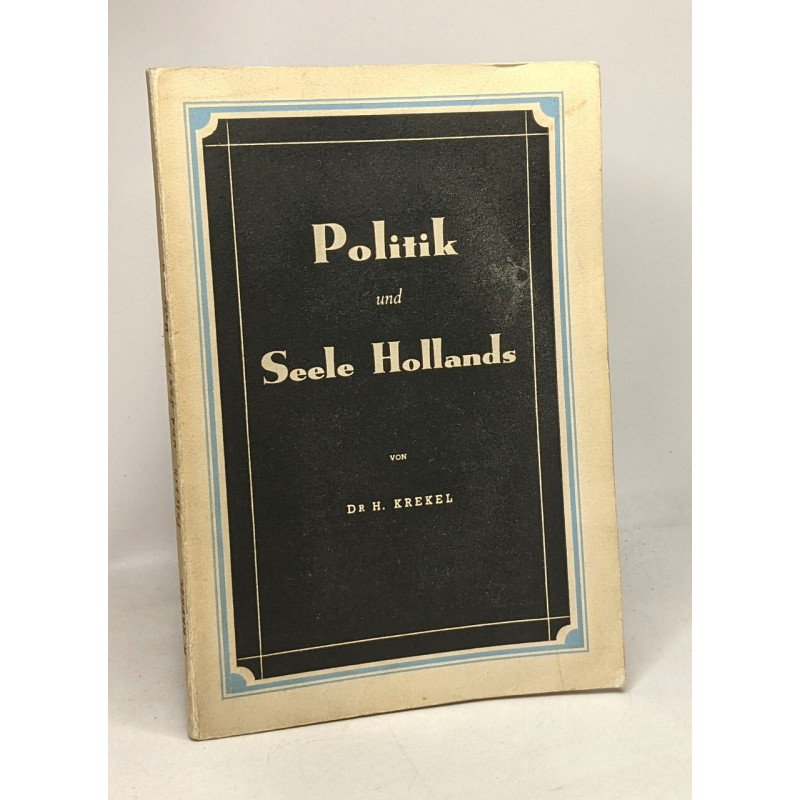 Politik
und
Seele Hollands
VON
DR H. KREKEL